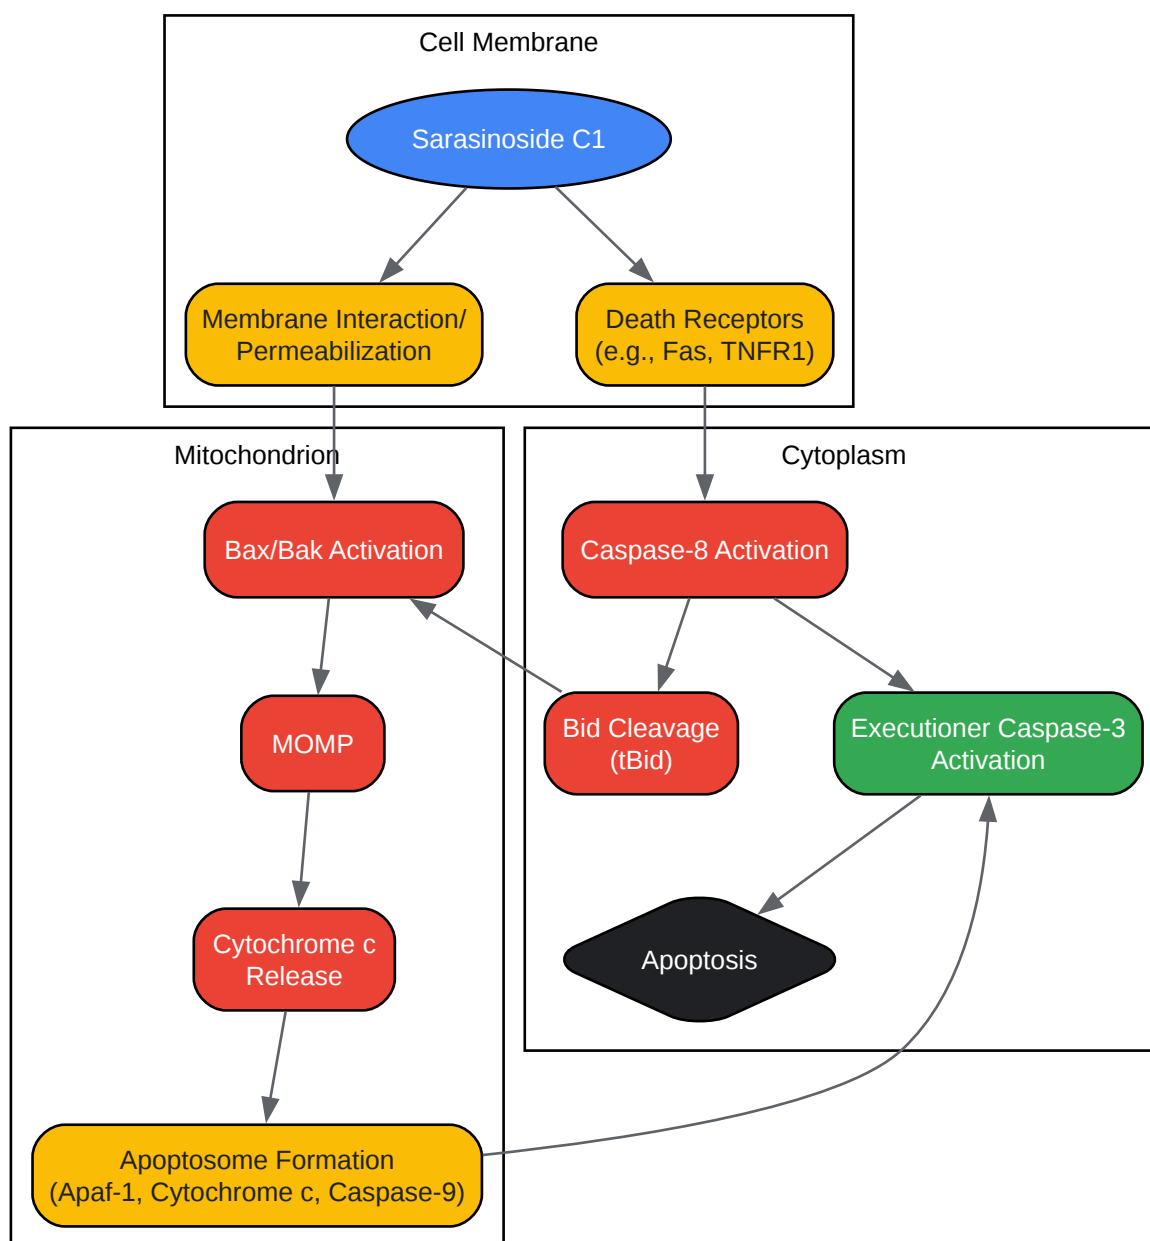 Cell Membrane
Sarasinoside C1
Membrane Interaction/
Permeabilization
Death Receptors
(e.g., Fas, TNFR1)
Mitochondrion
Cytoplasm
Bax/Bak Activation
Caspase-8 Activation
MOMP
Bid Cleavage
(tBid)
Executioner Caspase-3
Activation
Cytochrome c
Release
Apoptosis
Apoptosome Formation
(Apaf-1, Cytochrome c, Caspase-9)